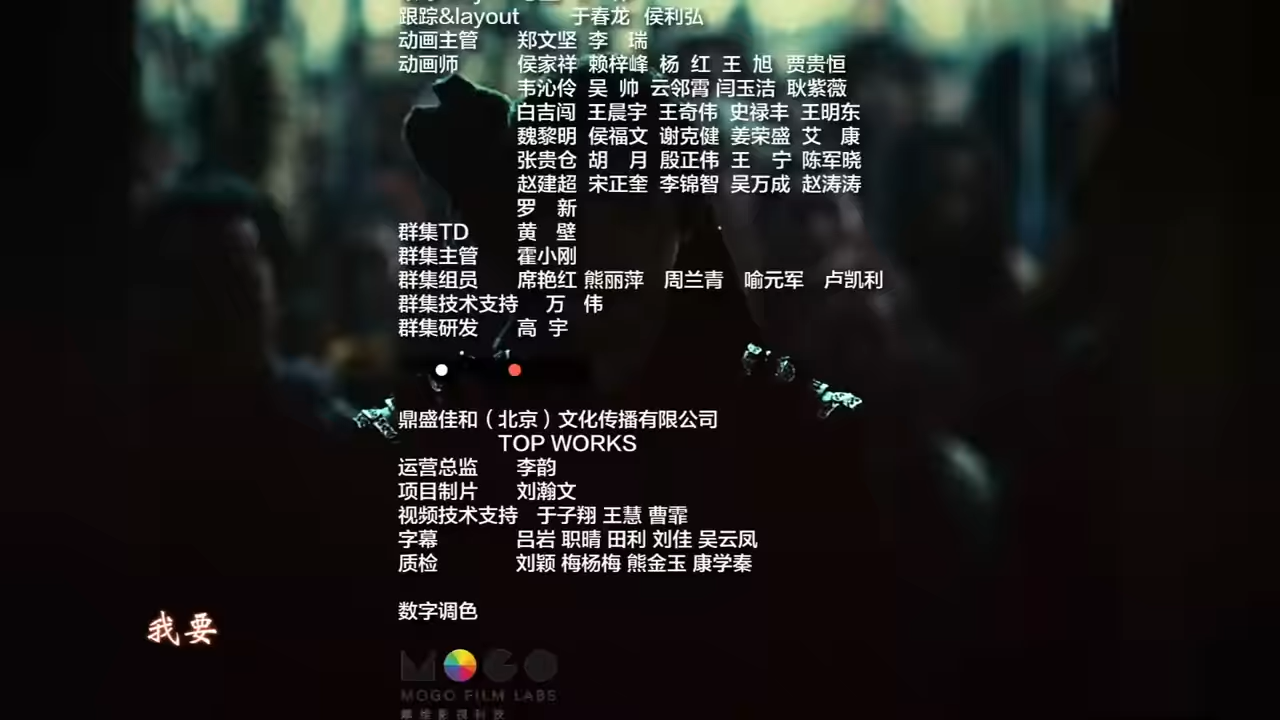 跟踪&layout 于春龙 侯利弘
动画主管 郑文坚 李 瑞
动画师 侯家祥 赖梓峰 杨 红 王 旭 贾贵恒
韦沁伶 吴 帅 云邻霄 闫玉洁 耿紫薇
白吉闯 王晨宇 王奇伟 史禄丰 王明东
魏黎明 侯福文 谢克健 姜荣盛 艾 康
张贵仓 胡 月 殷正伟 王 宁 陈军晓
赵建超 宋正奎 李锦智 吴万成 赵涛涛
罗 新
群集TD 黄 壁
群集主管 霍小刚
群集组员 席艳红 熊丽萍 周兰青 喻元军 卢凯利
群集技术支持 万 伟
群集研发 高 宇
鼎盛佳和（北京）文化传播有限公司
TOP WORKS
运营总监 李韵
项目制片 刘瀚文
视频技术支持 于子翔 王慧 曹霏
字幕 吕岩 职晴 田利 刘佳 吴云凤
质检 刘颖 梅杨梅 熊金玉 康学秦
数字调色
我要
MOGO
MOGO FILM LABS